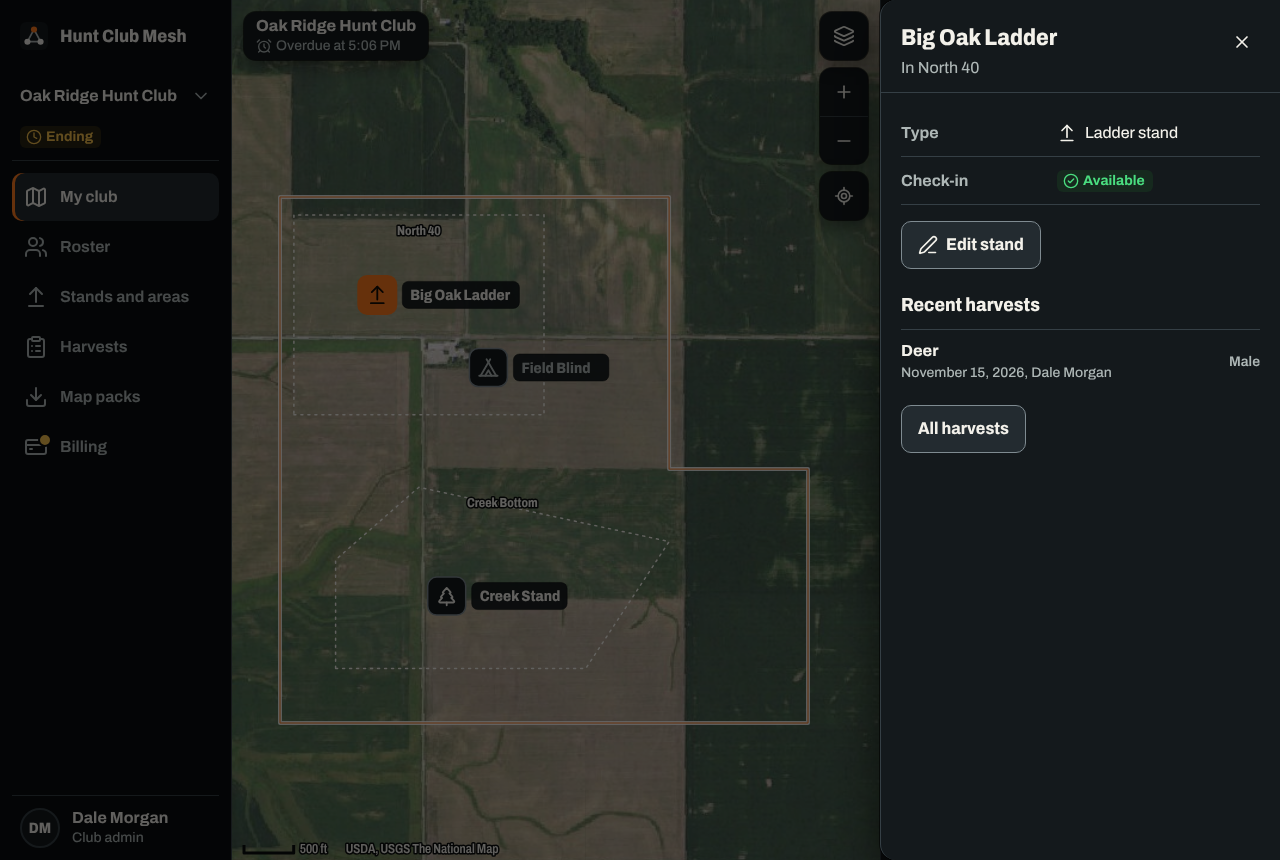 Hunt Club Mesh
Oak Ridge Hunt Club
Ending
My club
Roster
Stands and areas
Harvests
Map packs
Billing
DM
Dale Morgan
Club admin
Oak Ridge Hunt Club
Overdue at 5:06 PM
North 40
Big Oak Ladder
Field Blind
Creek Bottom
Creek Stand
500 ft
USDA, USGS The National Map
Big Oak Ladder
In North 40
Type
Ladder stand
Check-in
Available
Edit stand
Recent harvests
Deer
Male
November 15, 2026, Dale Morgan
All harvests